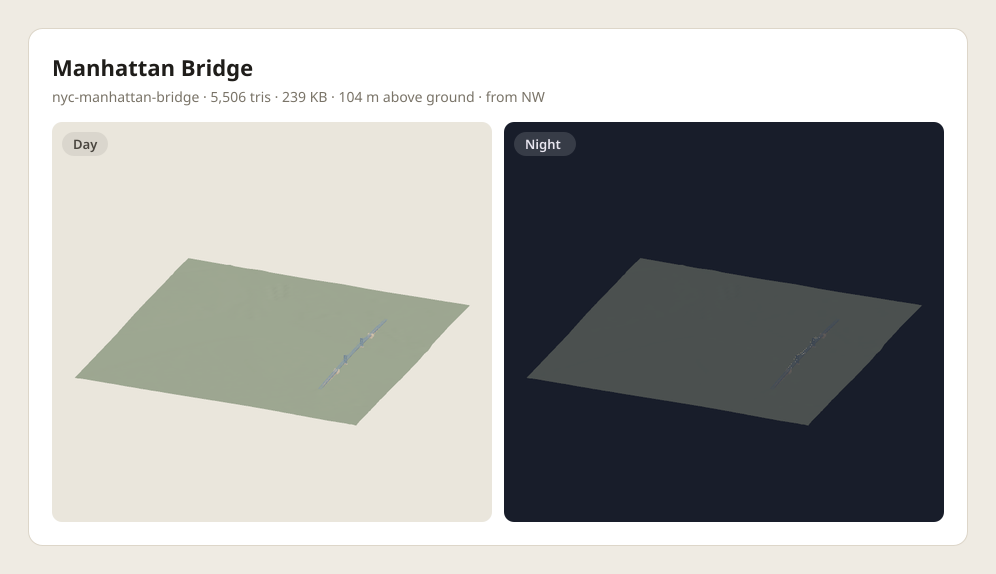 Manhattan Bridge
nyc-manhattan-bridge · 5,506 tris · 239 KB · 104 m above ground · from NW
Day
Night